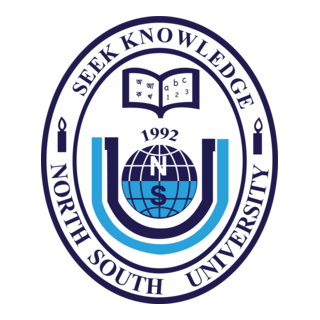 SEEK KNOWLEDGE
অ আ a b c
ক খ 1 2 3
1992
N
S
NORTH SOUTH UNIVERSITY